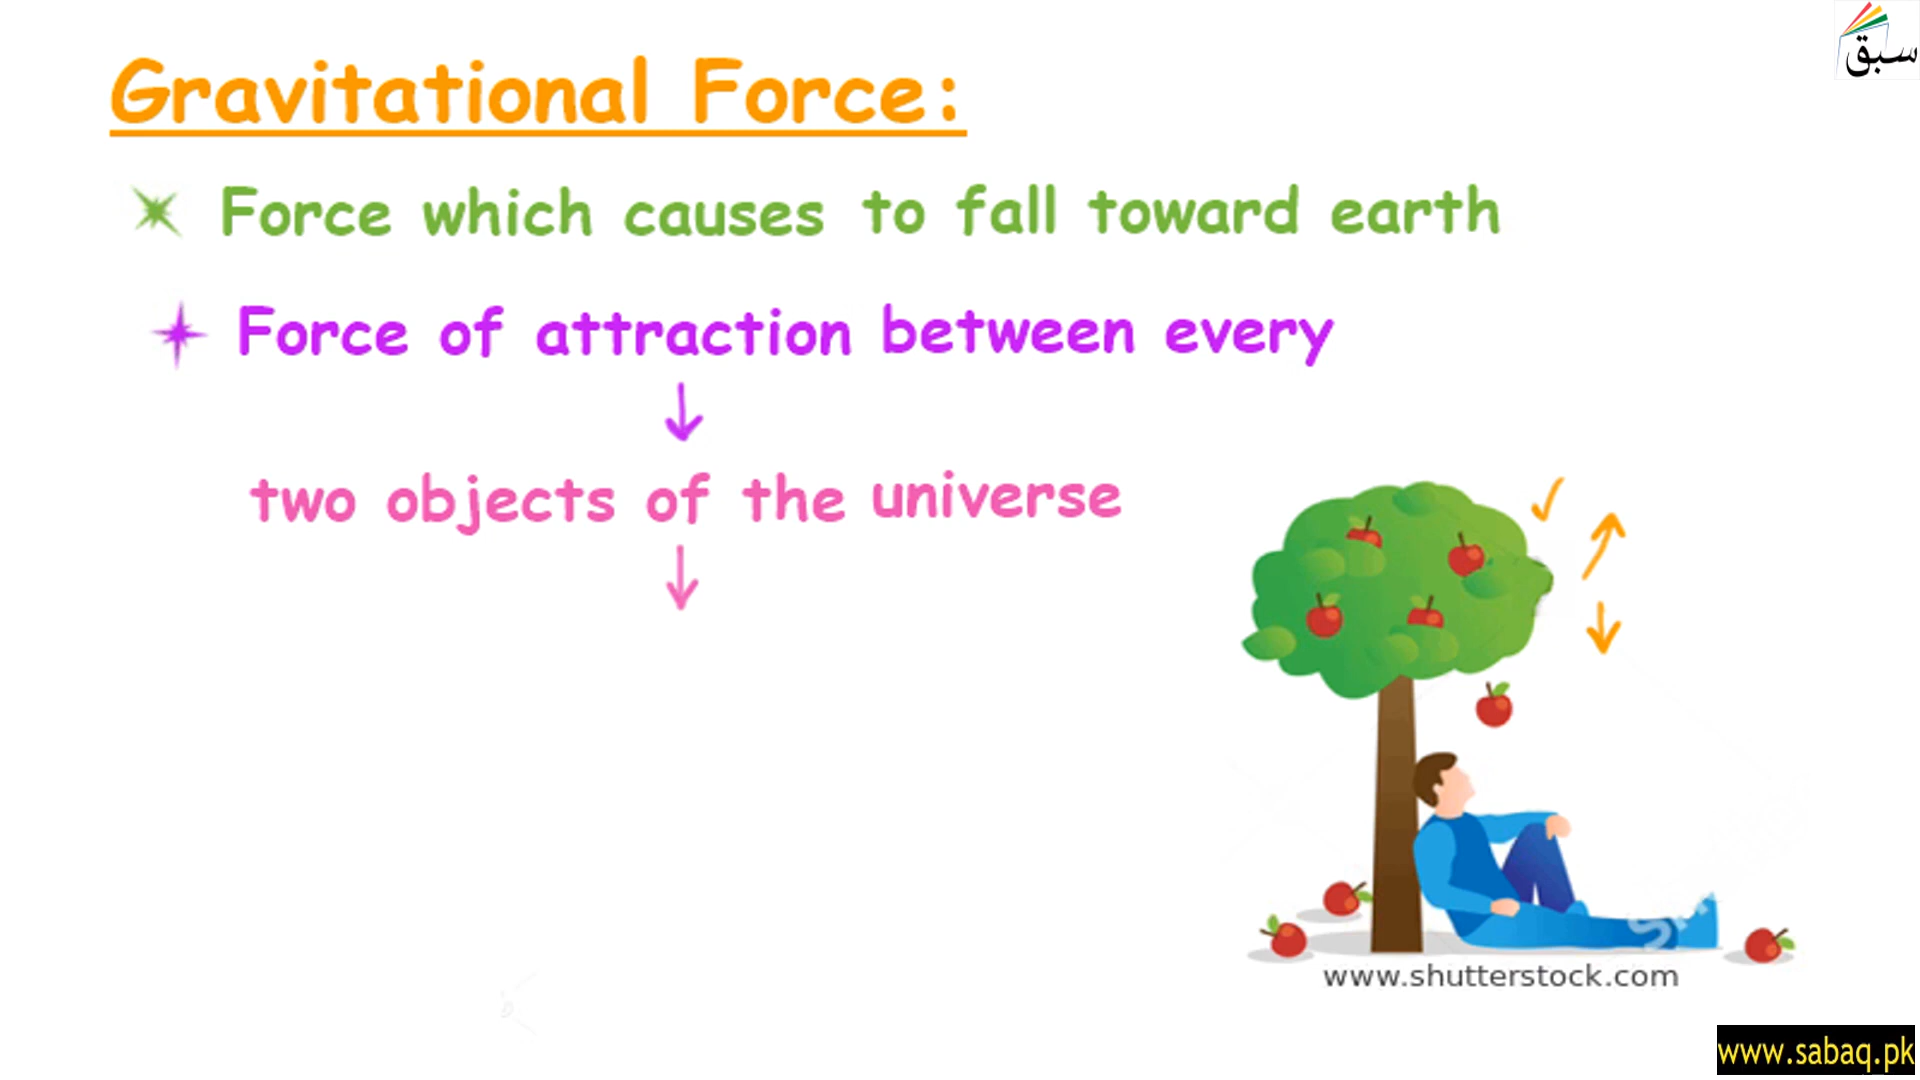 سبق
Gravitational Force:
Force which causes to fall toward earth
Force of attraction between every
two objects of the universe
www.shutterstock.com
www.sabaq.pk